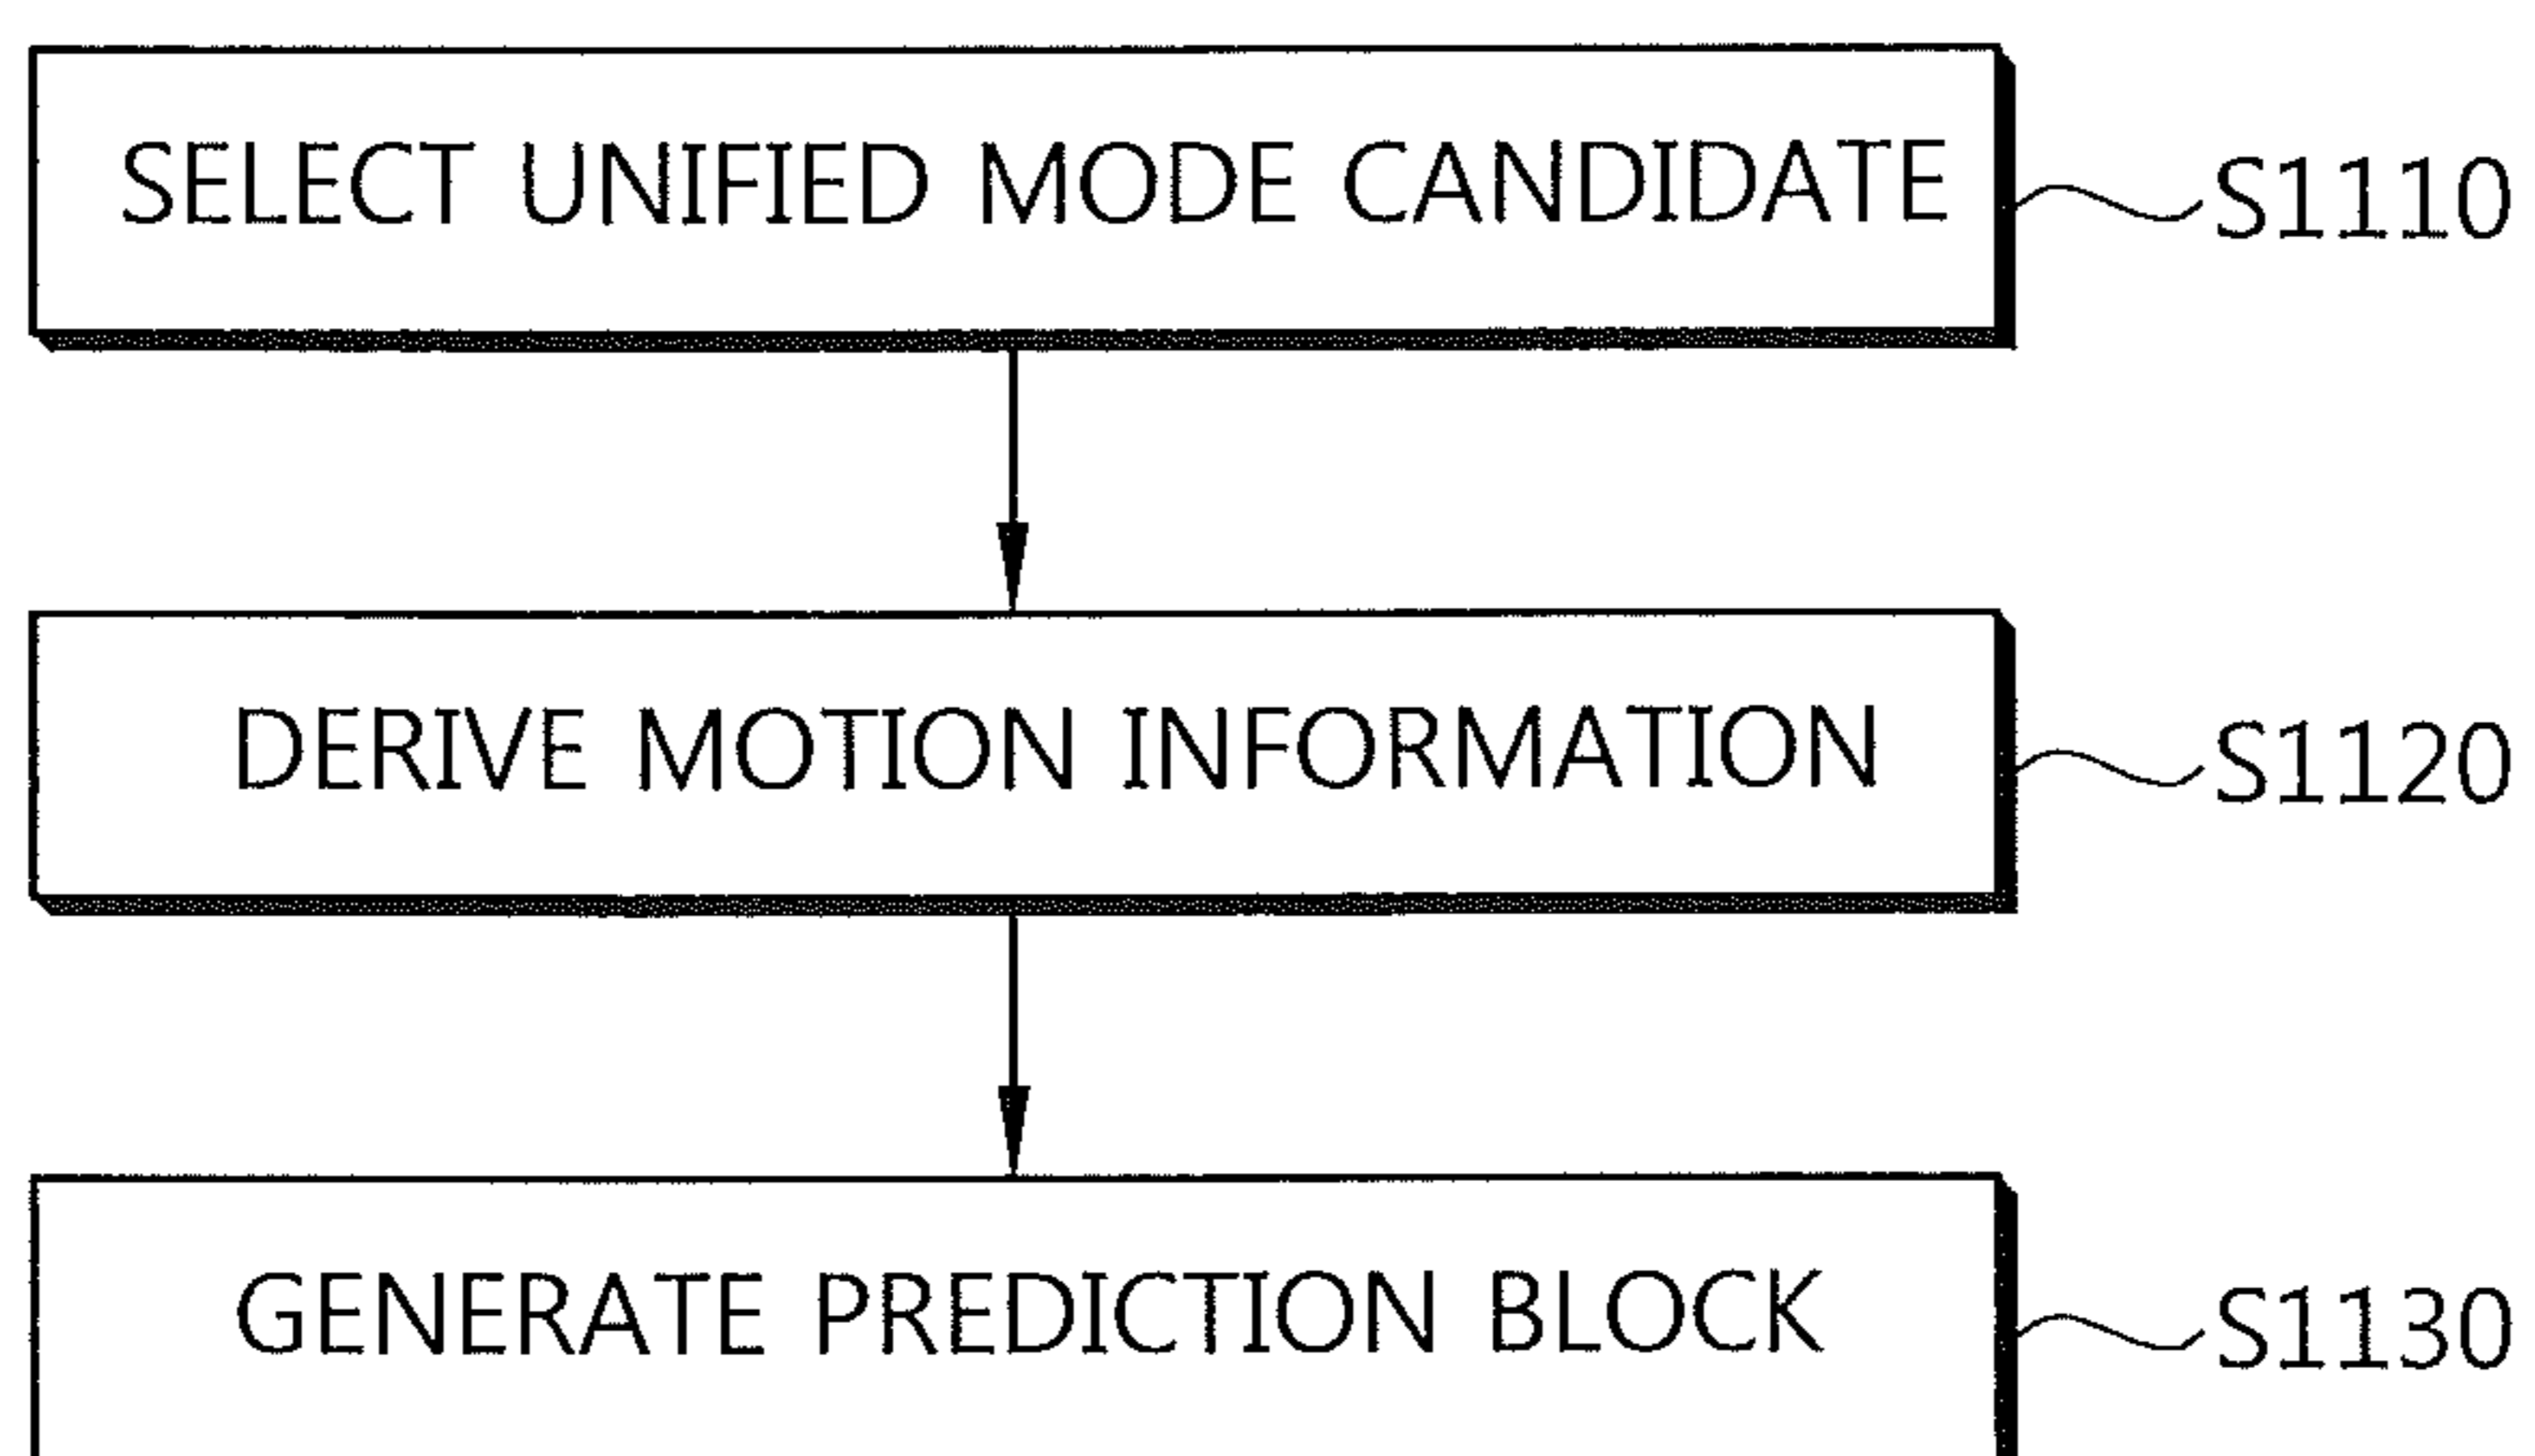 SELECT UNIFIED MODE CANDIDATE S1110
DERIVE MOTION INFORMATION S1120
GENERATE PREDICTION BLOCK S1130